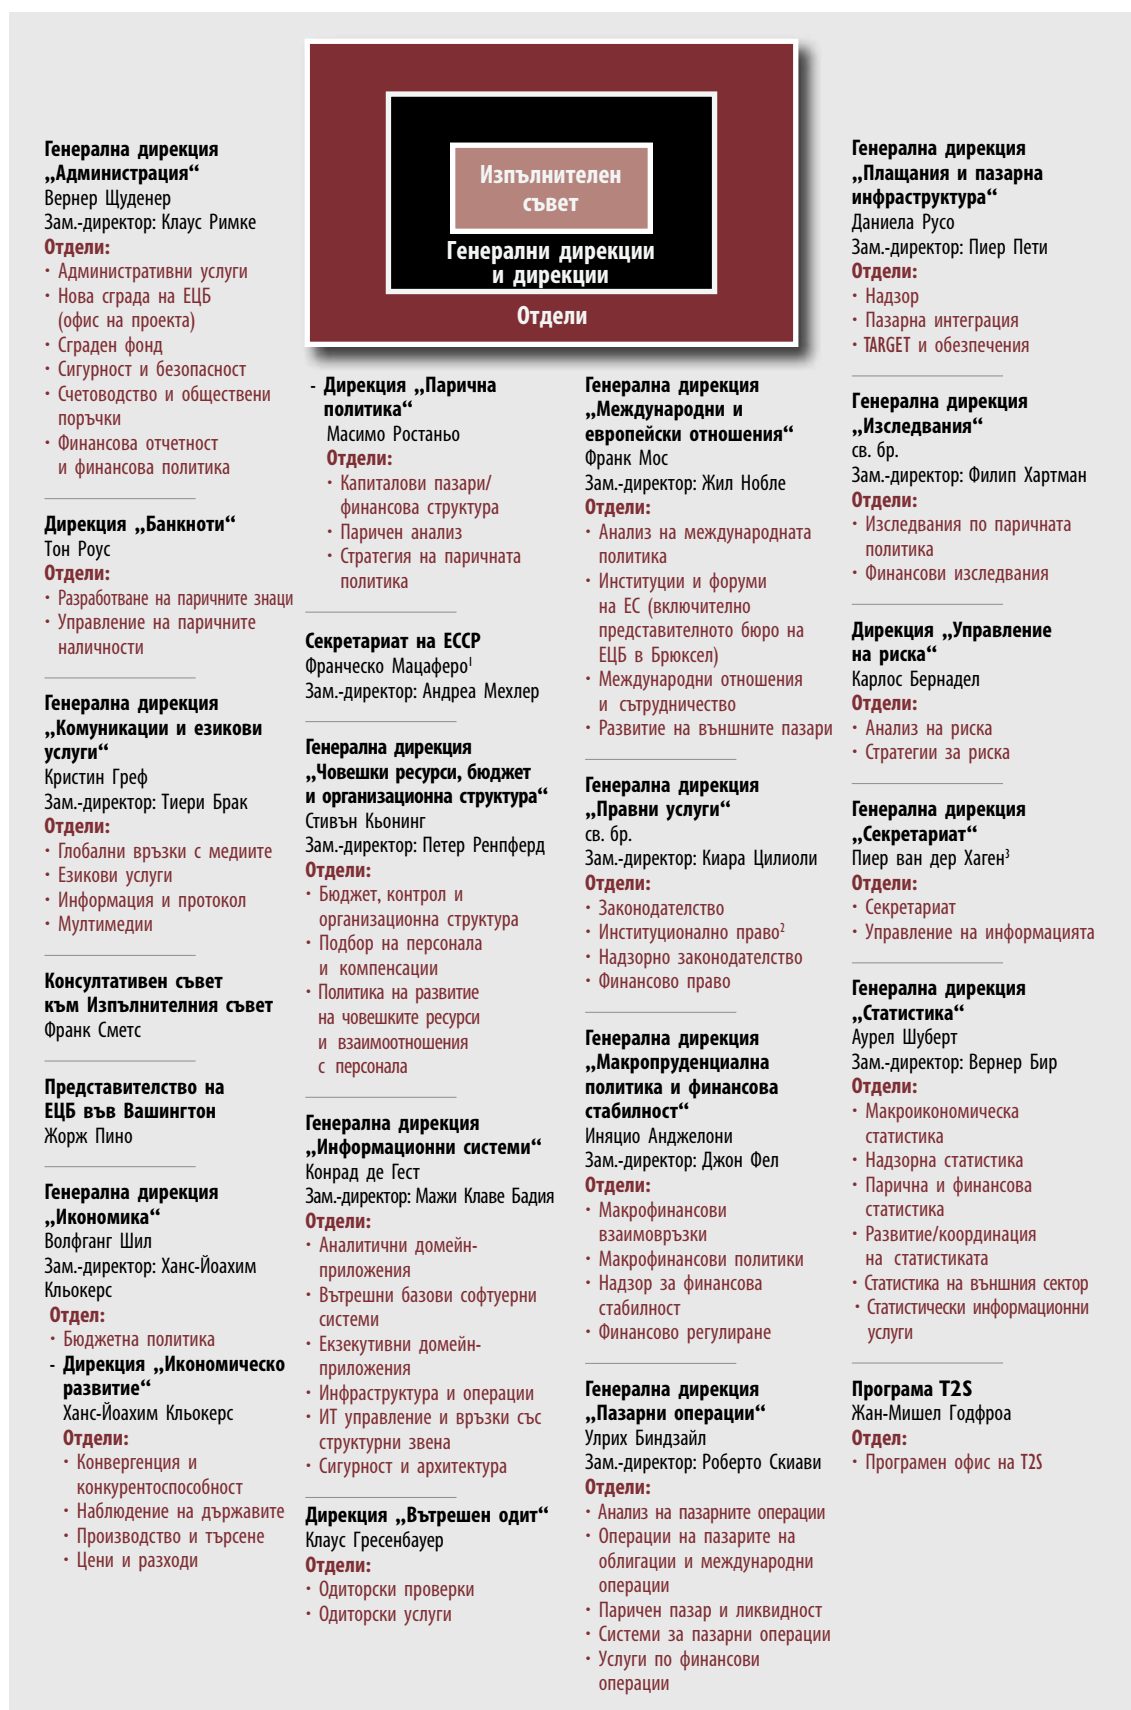 Изпълнителен
съвет
Генерални дирекции
и дирекции
Отдели
Генерална дирекция
„Администрация“
Вернер Щуденер
Зам.-директор: Клаус Римке
Отдели:
· Административни услуги
· Нова сграда на ЕЦБ
(офис на проекта)
· Сграден фонд
· Сигурност и безопасност
· Счетоводство и обществени
поръчки
· Финансова отчетност
и финансова политика
Дирекция „Банкноти“
Тон Роус
Отдели:
· Разработване на паричните знаци
· Управление на паричните
наличности
Генерална дирекция
„Комуникации и езикови
услуги“
Кристин Греф
Зам.-директор: Тиери Брак
Отдели:
· Глобални връзки с медиите
· Езикови услуги
· Информация и протокол
· Мултимедии
Консултативен съвет
към Изпълнителния съвет
Франк Сметс
Представителство на
ЕЦБ във Вашингтон
Жорж Пино
Генерална дирекция
„Икономика“
Волфганг Шил
Зам.-директор: Ханс-Йоахим
Кльокерс
Отдел:
· Бюджетна политика
- Дирекция „Икономическо
развитие“
Ханс-Йоахим Кльокерс
Отдели:
· Конвергенция и
конкурентоспособност
· Наблюдение на държавите
· Производство и търсене
· Цени и разходи
- Дирекция „Парична
политика“
Масимо Ростаньо
Отдели:
· Капиталови пазари/
финансова структура
· Паричен анализ
· Стратегия на паричната
политика
Секретариат на ЕССР
Франческо Мацаферо¹
Зам.-директор: Андреа Мехлер
Генерална дирекция
„Човешки ресурси, бюджет
и организационна структура“
Стивън Кьонинг
Зам.-директор: Петер Ренпферд
Отдели:
· Бюджет, контрол и
организационна структура
· Подбор на персонала
и компенсации
· Политика на развитие
на човешките ресурси
и взаимоотношения
с персонала
Генерална дирекция
„Информационни системи“
Конрад де Гест
Зам.-директор: Мажи Клаве Бадия
Отдели:
· Аналитични домейн-
приложения
· Вътрешни базови софтуерни
системи
· Екзекутивни домейн-
приложения
· Инфраструктура и операции
· ИТ управление и връзки със
структурни звена
· Сигурност и архитектура
Дирекция „Вътрешен одит“
Клаус Гресенбауер
Отдели:
· Одиторски проверки
· Одиторски услуги
Генерална дирекция
„Международни и
европейски отношения“
Франк Мос
Зам.-директор: Жил Нобле
Отдели:
· Анализ на международната
политика
· Институции и форуми
на ЕС (включително
представителното бюро на
ЕЦБ в Брюксел)
· Международни отношения
и сътрудничество
· Развитие на външните пазари
Генерална дирекция
„Правни услуги“
св. бр.
Зам.-директор: Киара Цилиоли
Отдели:
· Законодателство
· Институционално право²
· Надзорно законодателство
· Финансово право
Генерална дирекция
„Макропруденциална
политика и финансова
стабилност“
Иняцио Анджелони
Зам.-директор: Джон Фел
Отдели:
· Макрофинансови
взаимовръзки
· Макрофинансови политики
· Надзор за финансова
стабилност
· Финансово регулиране
Генерална дирекция
„Пазарни операции“
Улрих Биндзайл
Зам.-директор: Роберто Скиави
Отдели:
· Анализ на пазарните операции
· Операции на пазарите на
облигации и международни
операции
· Паричен пазар и ликвидност
· Системи за пазарни операции
· Услуги по финансови
операции
Генерална дирекция
„Плащания и пазарна
инфраструктура“
Даниела Русо
Зам.-директор: Пиер Пети
Отдели:
· Надзор
· Пазарна интеграция
· TARGET и обезпечения
Генерална дирекция
„Изследвания“
св. бр.
Зам.-директор: Филип Хартман
Отдели:
· Изследвания по паричната
политика
· Финансови изследвания
Дирекция „Управление
на риска“
Карлос Бернадел
Отдели:
· Анализ на риска
· Стратегии за риска
Генерална дирекция
„Секретариат“
Пиер ван дер Хаген³
Отдели:
· Секретариат
· Управление на информацията
Генерална дирекция
„Статистика“
Аурел Шуберт
Зам.-директор: Вернер Бир
Отдели:
· Макроикономическа
статистика
· Надзорна статистика
· Парична и финансова
статистика
· Развитие/координация
на статистиката
· Статистика на външния сектор
· Статистически информационни
услуги
Програма T2S
Жан-Мишел Годфроа
Отдел:
· Програмен офис на T2S